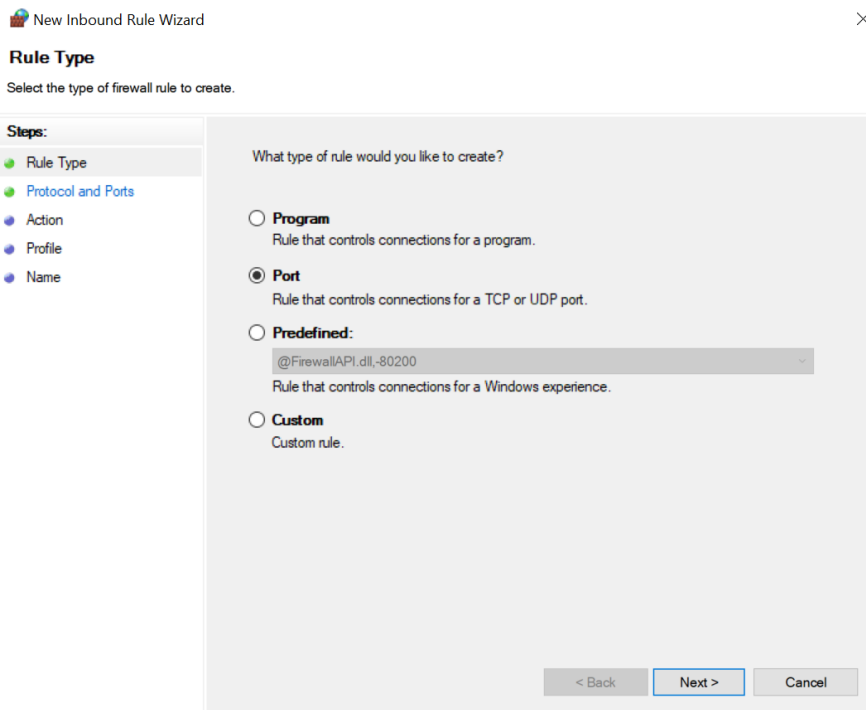 New Inbound Rule Wizard
Rule Type
Select the type of firewall rule to create.
Steps:
Rule Type
Protocol and Ports
Action
Profile
Name
What type of rule would you like to create?
Program
Rule that controls connections for a program.
Port
Rule that controls connections for a TCP or UDP port.
Predefined:
@FirewallAPI.dll,-80200
Rule that controls connections for a Windows experience.
Custom
Custom rule.
< Back
Next >
Cancel